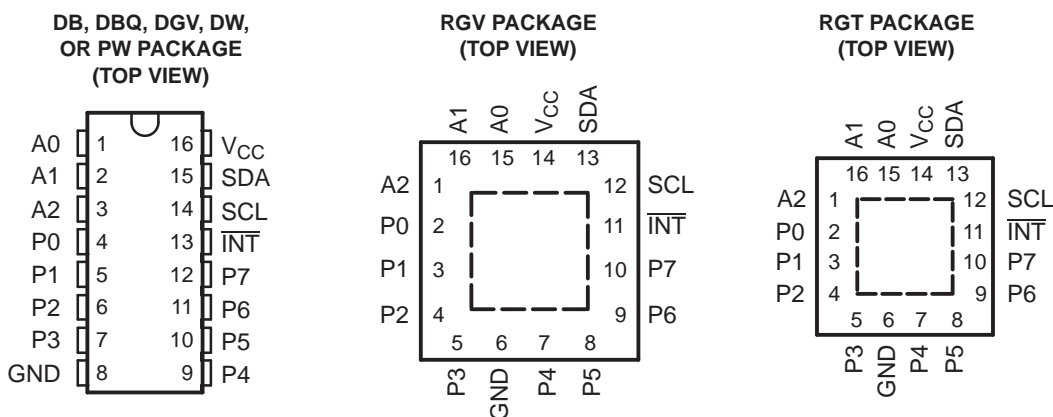 DB, DBQ, DGV, DW,
OR PW PACKAGE
(TOP VIEW)
A0 1 16 VCC
A1 2 15 SDA
A2 3 14 SCL
P0 4 13 I̅N̅T̅
P1 5 12 P7
P2 6 11 P6
P3 7 10 P5
GND 8 9 P4
RGV PACKAGE
(TOP VIEW)
A1 A0 VCC SDA
16 15 14 13
A2 1 12 SCL
P0 2 11 I̅N̅T̅
P1 3 10 P7
P2 4 9 P6
5 6 7 8
P3 GND P4 P5
RGT PACKAGE
(TOP VIEW)
A1 A0 VCC SDA
16 15 14 13
A2 1 12 SCL
P0 2 11 I̅N̅T̅
P1 3 10 P7
P2 4 9 P6
5 6 7 8
P3 GND P4 P5